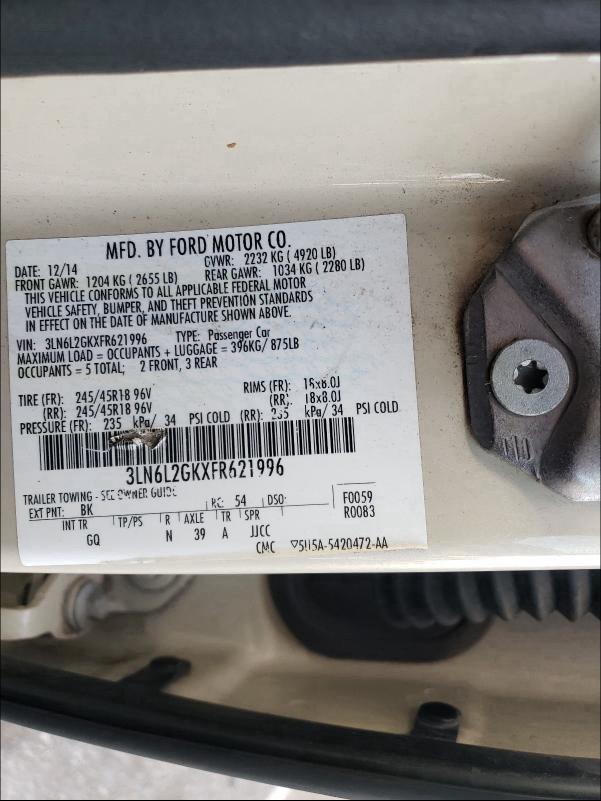 MFD. BY FORD MOTOR CO.
DATE: 12/14 GVWR: 2232 KG ( 4920 LB)
FRONT GAWR: 1204 KG ( 2655 LB) REAR GAWR: 1034 KG ( 2280 LB)
THIS VEHICLE CONFORMS TO ALL APPLICABLE FEDERAL MOTOR
VEHICLE SAFETY, BUMPER, AND THEFT PREVENTION STANDARDS
IN EFFECT ON THE DATE OF MANUFACTURE SHOWN ABOVE.
VIN: 3LN6L2GKXFR621996 TYPE: Passenger Car
MAXIMUM LOAD = OCCUPANTS + LUGGAGE = 396KG/ 875LB
OCCUPANTS = 5 TOTAL; 2 FRONT, 3 REAR
TIRE (FR): 245/45R18 96V RIMS (FR): 18x8.0J
(RR): 245/45R18 96V (RR): 18x8.0J
PRESSURE (FR): 235 kPa/ 34 PSI COLD (RR): 235 kPa/ 34 PSI COLD
3LN6L2GKXFR621996
TRAILER TOWING - SEE OWNER GUIDE
EXT PNT: BK RC: 54 DSO: F0059
INT TR TP/PS R AXLE TR SPR R0083
GQ N 39 A JJCC
CMC ▽5U5A-5420472-AA